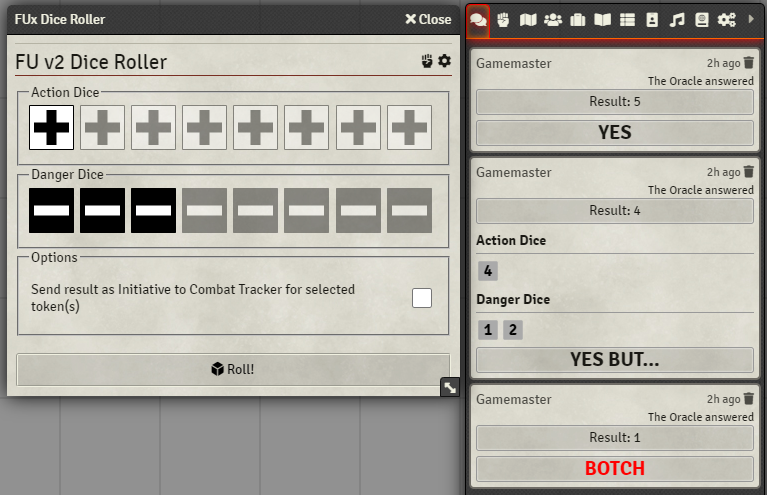 FUx Dice Roller
Close
FU v2 Dice Roller
Action Dice
Danger Dice
Options
Send result as Initiative to Combat Tracker for selected
token(s)
Roll!
Gamemaster
2h ago
The Oracle answered
Result: 5
YES
Gamemaster
2h ago
The Oracle answered
Result: 4
Action Dice
4
Danger Dice
1 2
YES BUT...
Gamemaster
2h ago
The Oracle answered
Result: 1
BOTCH